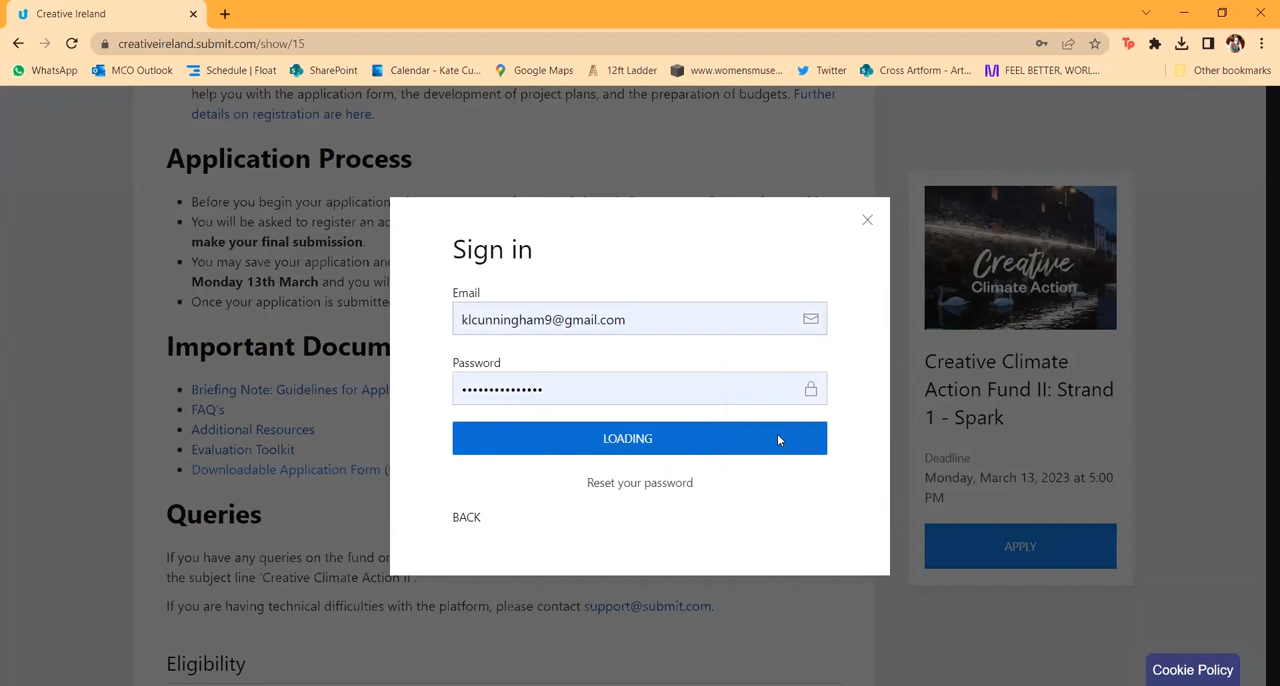 Creative Ireland
creativeireland.submit.com/show/15
WhatsApp
MCO Outlook
Schedule | Float
SharePoint
Calendar - Kate Cu...
Google Maps
12ft Ladder
www.womensmuse...
Twitter
Cross Artform - Art...
FEEL BETTER, WORL...
Other bookmarks
help you with the application form, the development of project plans, and the preparation of budgets. Further
details on registration are here.
Application Process
Before you begin your application
You will be asked to register an ac
make your final submission.
You may save your application and
Monday 13th March and you wil
Once your application is submitte
Important Docum
Briefing Note: Guidelines for Appl
FAQ's
Additional Resources
Evaluation Toolkit
Downloadable Application Form (
Queries
If you have any queries on the fund or
the subject line 'Creative Climate Action II'.
If you are having technical difficulties with the platform, please contact support@submit.com.
Eligibility
Sign in
Email
klcunningham9@gmail.com
Password
•••••••••••••••
LOADING
Reset your password
BACK
Creative
Climate Action
Creative Climate
Action Fund II: Strand
1 - Spark
Deadline
Monday, March 13, 2023 at 5:00
PM
APPLY
Cookie Policy